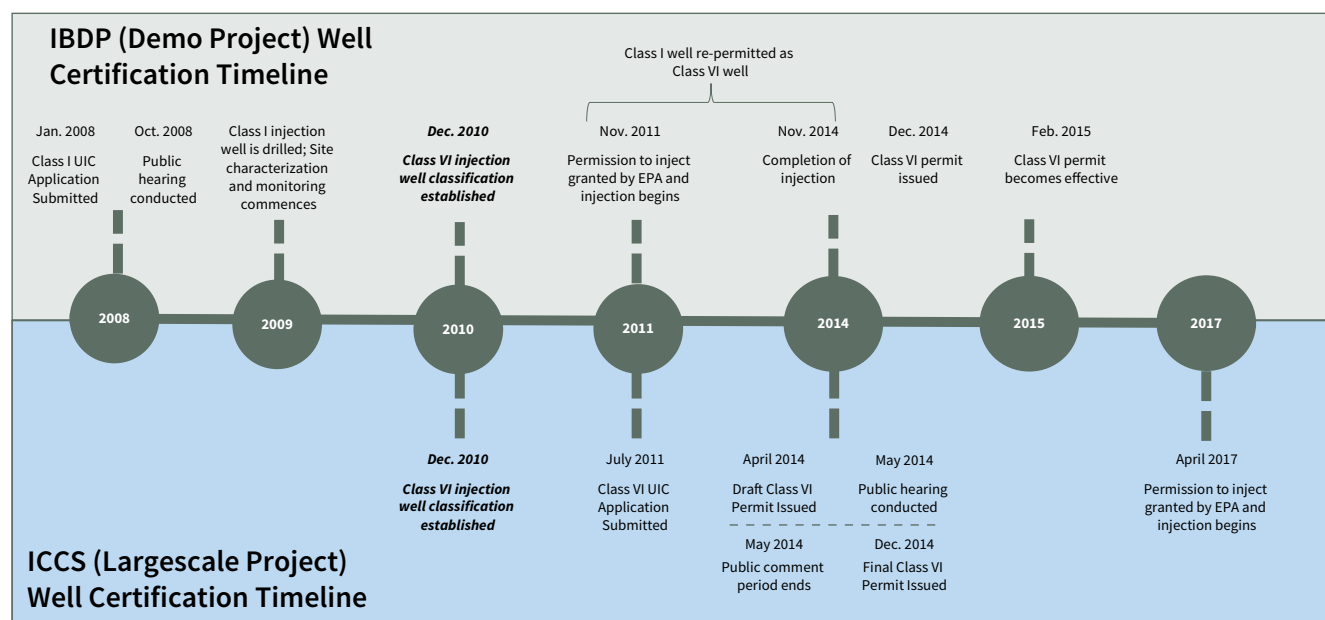 IBDP (Demo Project) Well
Certification Timeline
Class I well re-permitted as
Class VI well
Jan. 2008
Class I UIC
Application
Submitted
Oct. 2008
Public
hearing
conducted
Class I injection
well is drilled; Site
characterization
and monitoring
commences
Dec. 2010
Class VI injection
well classification
established
Nov. 2011
Permission to inject
granted by EPA and
injection begins
Nov. 2014
Completion of
injection
Dec. 2014
Class VI permit
issued
Feb. 2015
Class VI permit
becomes effective
2008
2009
2010
2011
2014
2015
2017
Dec. 2010
Class VI injection
well classification
established
July 2011
Class VI UIC
Application
Submitted
April 2014
Draft Class VI
Permit Issued
May 2014
Public hearing
conducted
May 2014
Public comment
period ends
Dec. 2014
Final Class VI
Permit Issued
April 2017
Permission to inject
granted by EPA and
injection begins
ICCS (Largescale Project)
Well Certification Timeline